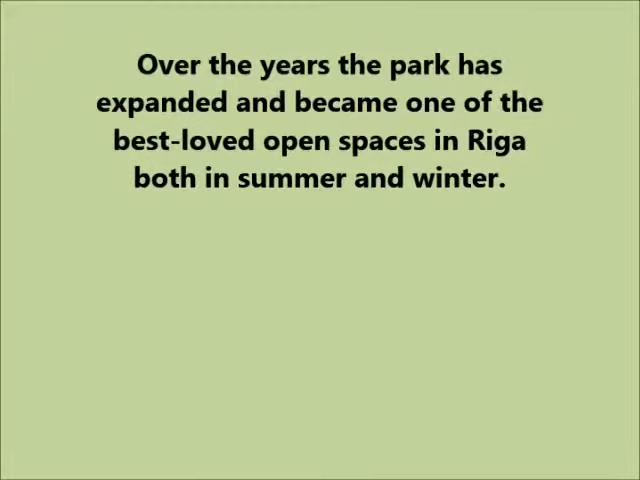 Over the years the park has
expanded and became one of the
best-loved open spaces in Riga
both in summer and winter.